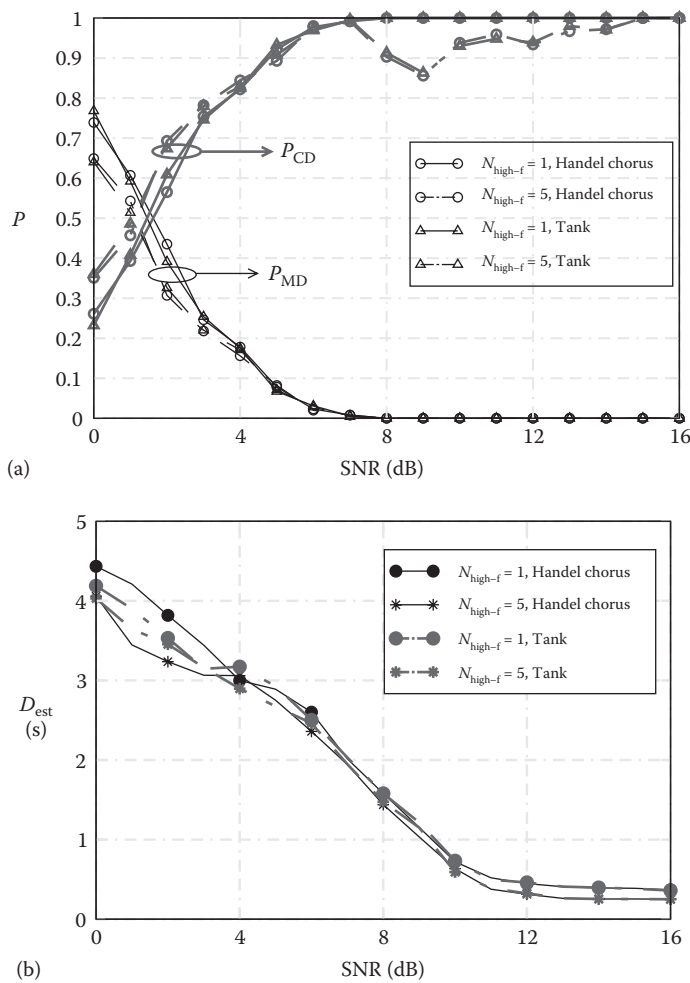 1
0.9
0.8
0.7
0.6
0.5
0.4
0.3
0.2
0.1
0
P
P_CD
P_MD
N_high–f = 1, Handel chorus
N_high–f = 5, Handel chorus
N_high–f = 1, Tank
N_high–f = 5, Tank
0 4 8 12 16
(a) SNR (dB)
5
4
3
2
1
0
D_est
(s)
N_high–f = 1, Handel chorus
N_high–f = 5, Handel chorus
N_high–f = 1, Tank
N_high–f = 5, Tank
0 4 8 12 16
(b) SNR (dB)